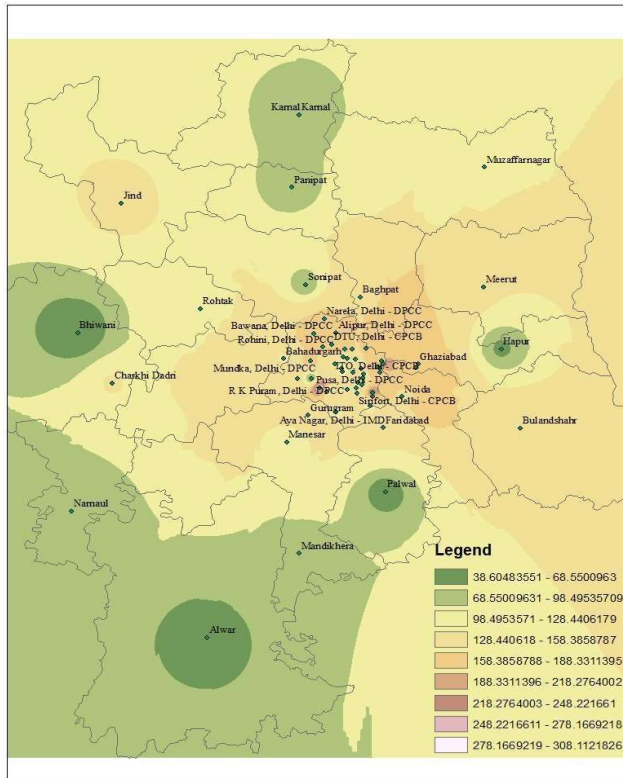 Karnal Karnal
Muzaffarnagar
Panipat
Jind
Sonipat
Meerut
Baghpat
Rohtak
Narela, Delhi - DPCC
Bhiwani
Bawana, Delhi - DPCC
Alipur, Delhi - DPCC
Rohini, Delhi - DPCC
DTU, Delhi - CPCB
Hapur
Bahadurgarh
Ghaziabad
ITO, Delhi - CPCB
Mundka, Delhi - DPCC
Charkhi Dadri
Pusa, Delhi - DPCC
R K Puram, Delhi - DPCC
Noida
Sirifort, Delhi - CPCB
Gurugram
Aya Nagar, Delhi - IMD
Faridabad
Bulandshahr
Manesar
Palwal
Narnaul
Mandikhera
Alwar
Legend
38.60483551 - 68.5500963
68.55009631 - 98.49535709
98.4953571 - 128.4406179
128.440618 - 158.3858787
158.3858788 - 188.3311395
188.3311396 - 218.2764002
218.2764003 - 248.221661
248.2216611 - 278.1669218
278.1669219 - 308.1121826